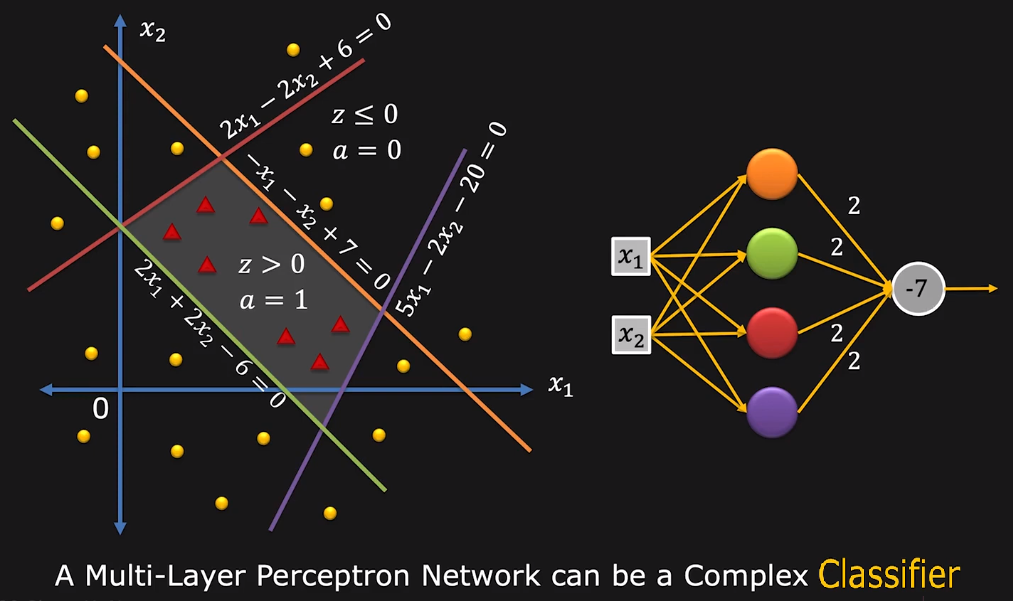 x₂
2x₁ − 2x₂ + 6 = 0
z ≤ 0
a = 0
−x₁ − x₂ + 7 = 0
5x₁ − 2x₂ − 20 = 0
z > 0
a = 1
2x₁ + 2x₂ − 6 = 0
x₁
0
x₁
x₂
2
2
2
2
-7
A Multi-Layer Perceptron Network can be a Complex Classifier